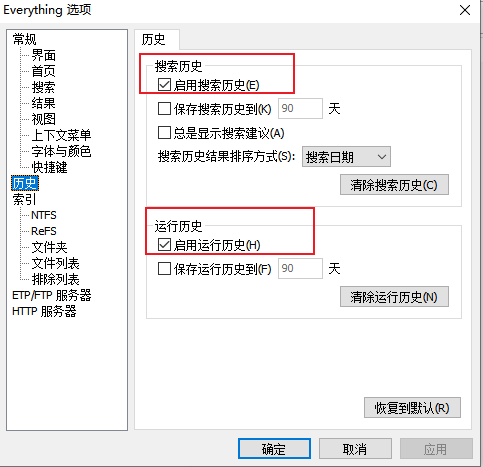 Everything 选项
常规
界面
首页
搜索
结果
视图
上下文菜单
字体与颜色
快捷键
历史
索引
NTFS
ReFS
文件夹
文件列表
排除列表
ETP/FTP 服务器
HTTP 服务器
历史
搜索历史
启用搜索历史(E)
保存搜索历史到(K) 90 天
总是显示搜索建议(A)
搜索历史结果排序方式(S): 搜索日期
清除搜索历史(C)
运行历史
启用运行历史(H)
保存运行历史到(F) 90 天
清除运行历史(N)
恢复到默认(R)
确定 取消 应用